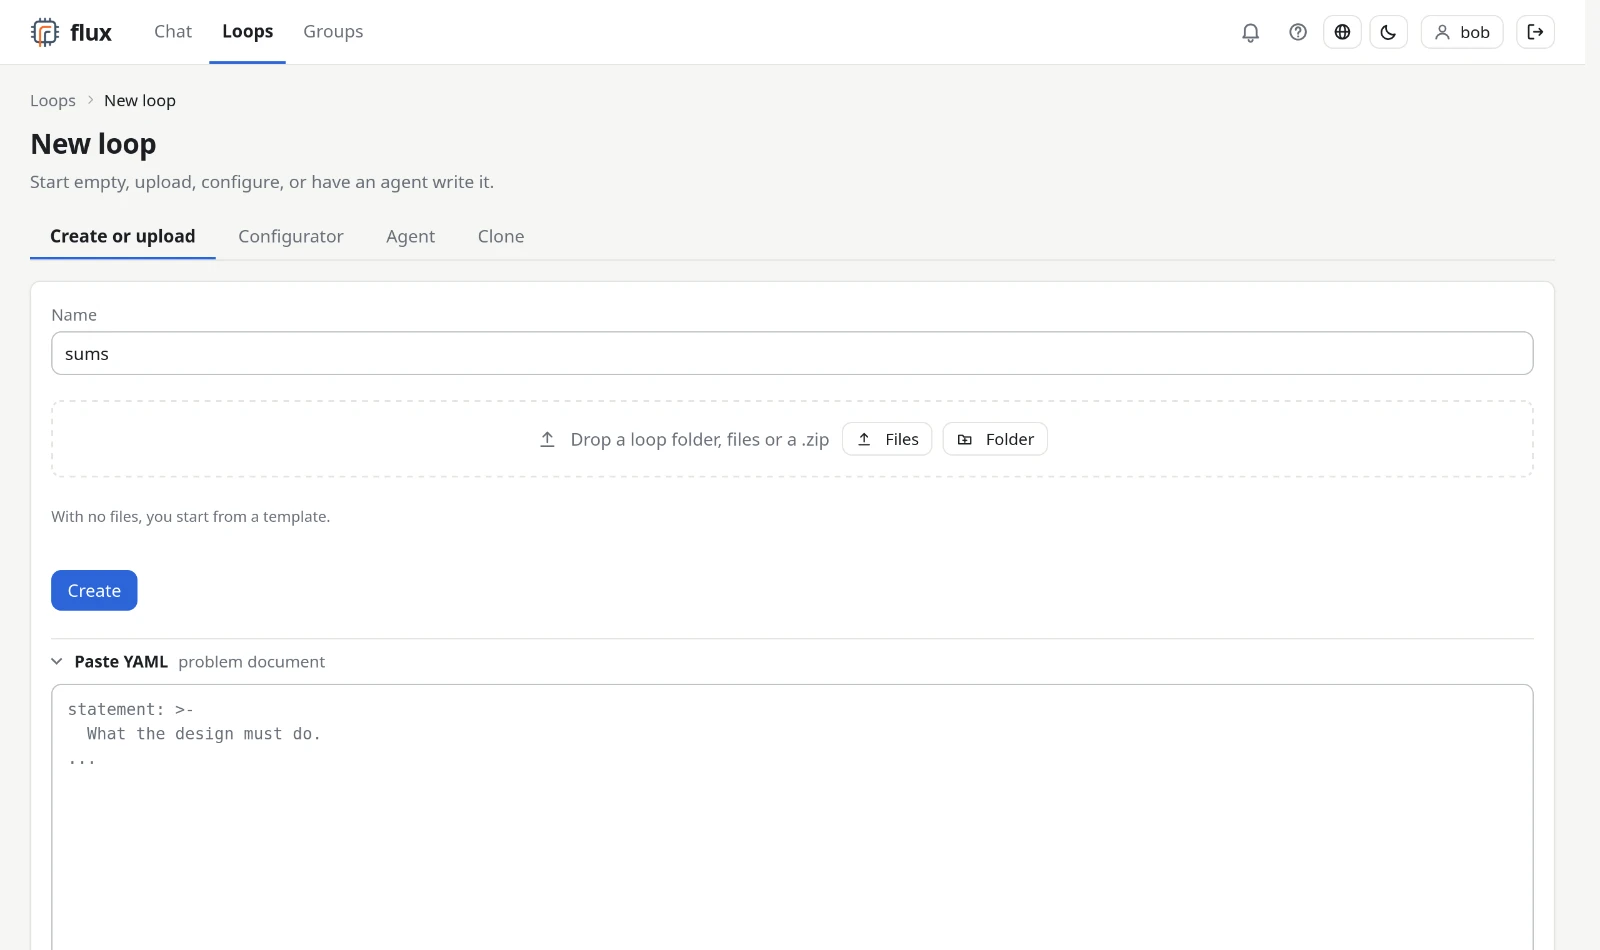 flux
Chat
Loops
Groups
bob
Loops
New loop
New loop
Start empty, upload, configure, or have an agent write it.
Create or upload
Configurator
Agent
Clone
Name
sums
Drop a loop folder, files or a .zip
Files
Folder
With no files, you start from a template.
Create
Paste YAML problem document
statement: >-
  What the design must do.
...